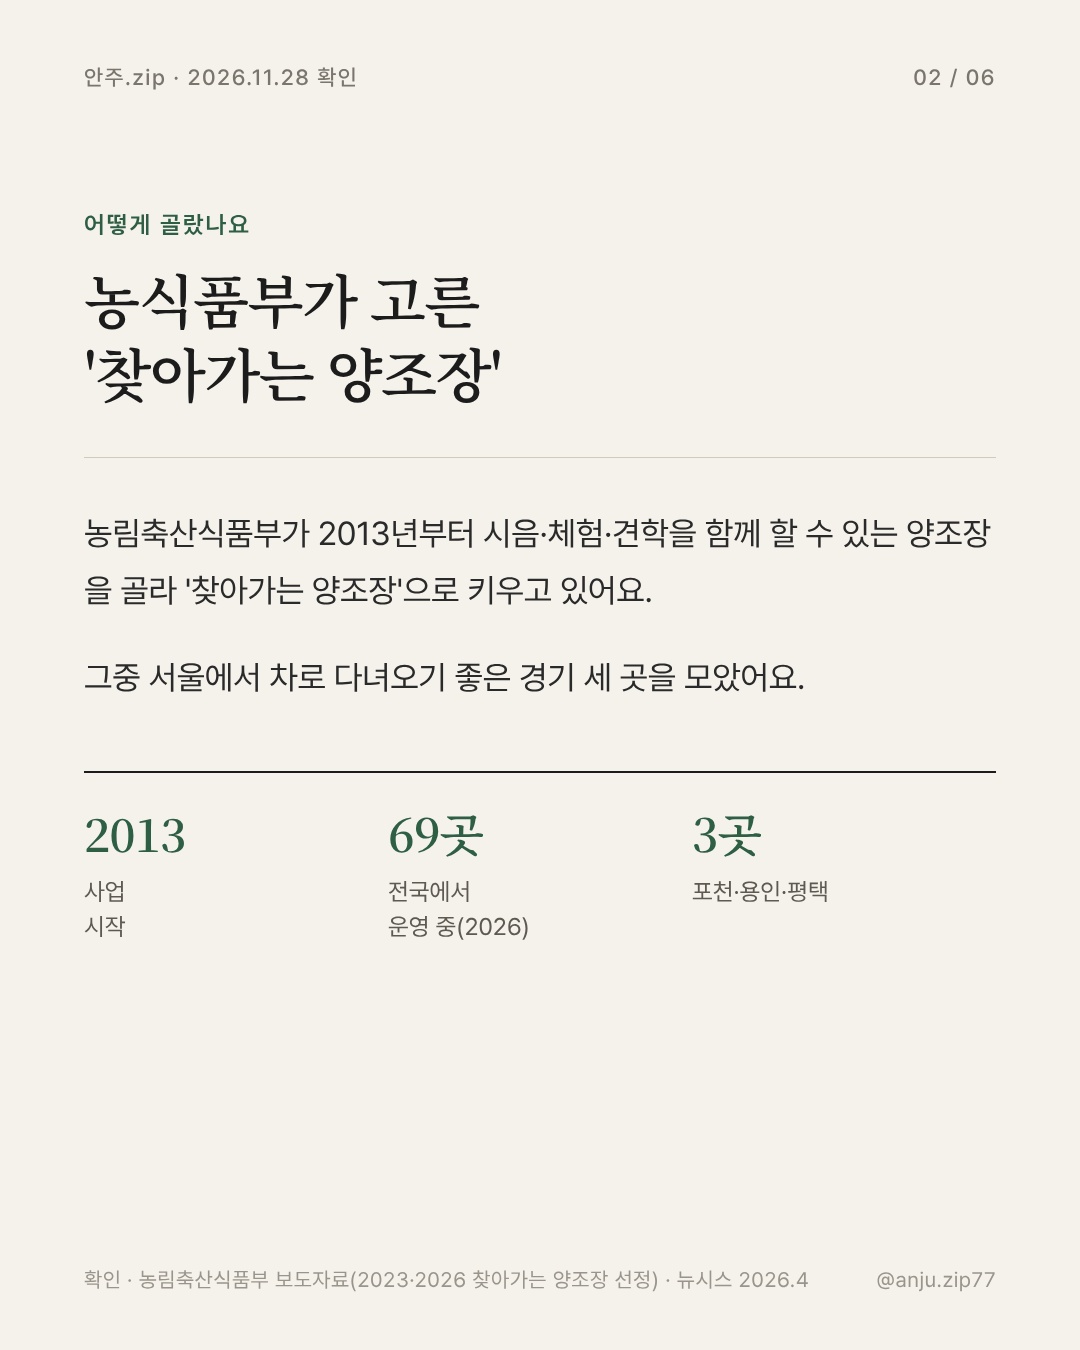 안주.zip · 2026.11.28 확인
02 / 06
어떻게 골랐나요
농식품부가 고른
'찾아가는 양조장'
농림축산식품부가 2013년부터 시음·체험·견학을 함께 할 수 있는 양조장
을 골라 '찾아가는 양조장'으로 키우고 있어요.
그중 서울에서 차로 다녀오기 좋은 경기 세 곳을 모았어요.
2013
사업
시작
69곳
전국에서
운영 중(2026)
3곳
포천·용인·평택
확인 · 농림축산식품부 보도자료(2023·2026 찾아가는 양조장 선정) · 뉴시스 2026.4
@anju.zip77